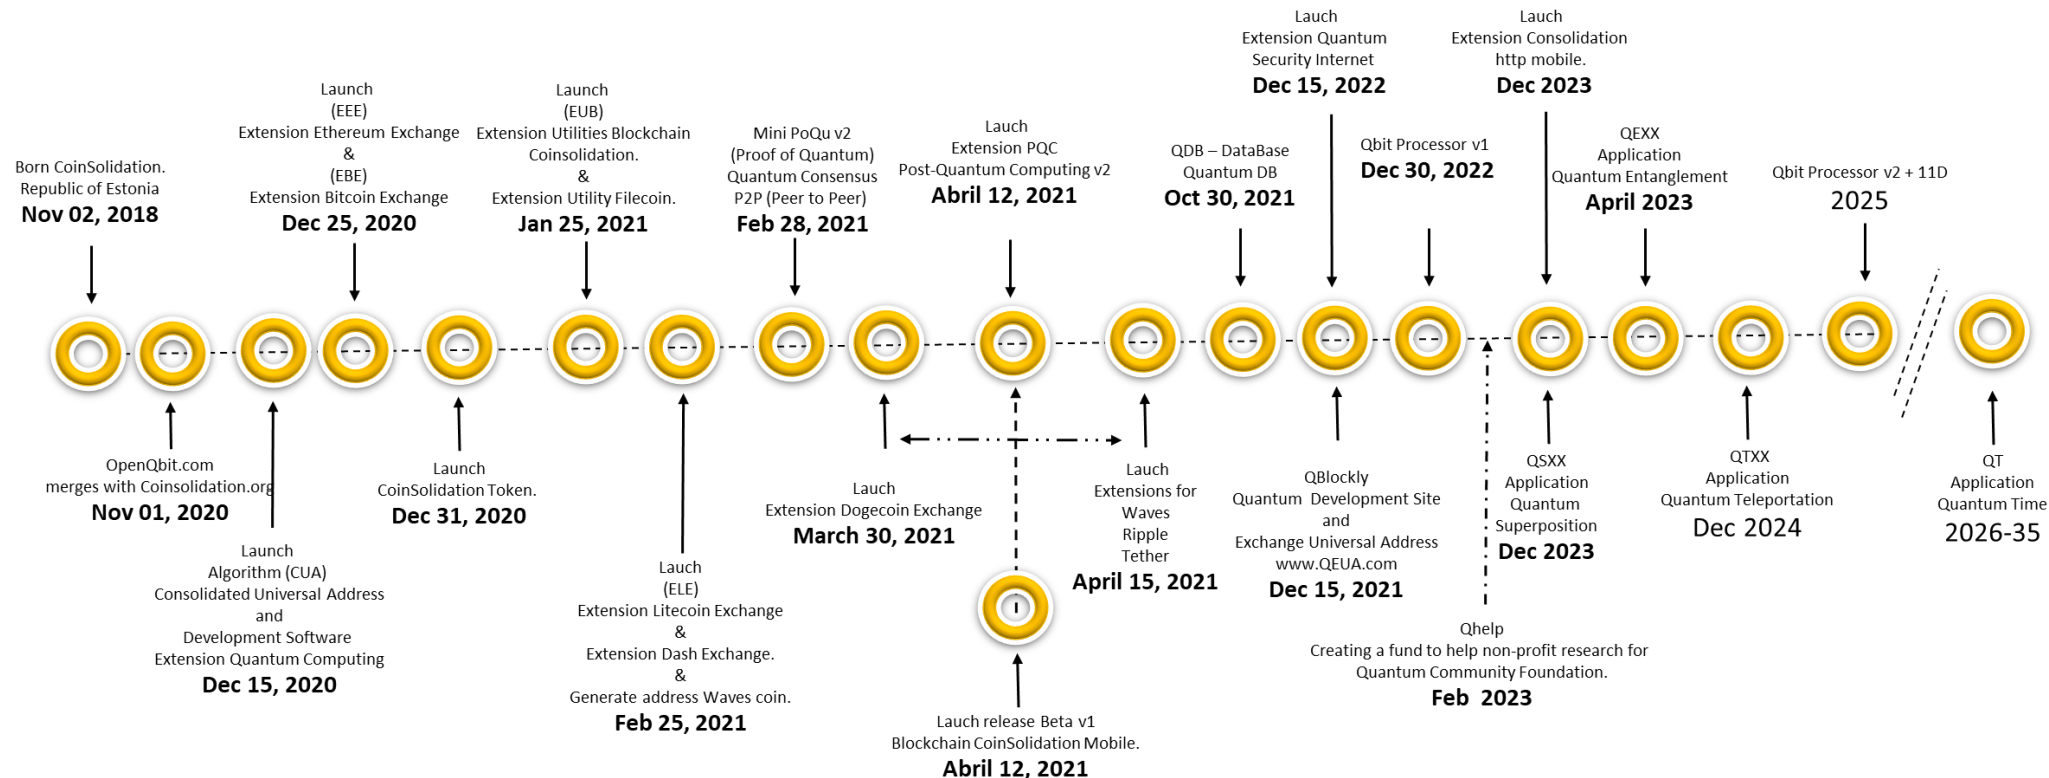 Born CoinSolidation.
Republic of Estonia
Nov 02, 2018
OpenQbit.com
merges with Coinsolidation.org
Nov 01, 2020
Launch
Algorithm (CUA)
Consolidated Universal Address
and
Development Software
Extension Quantum Computing
Dec 15, 2020
Launch
(EEE)
Extension Ethereum Exchange
&
(EBE)
Extension Bitcoin Exchange
Dec 25, 2020
Launch
CoinSolidation Token.
Dec 31, 2020
Launch
(EUB)
Extension Utilities Blockchain
Coinsolidation.
&
Extension Utility Filecoin.
Jan 25, 2021
Lauch
(ELE)
Extension Litecoin Exchange
&
Extension Dash Exchange.
&
Generate address Waves coin.
Feb 25, 2021
Mini PoQu v2
(Proof of Quantum)
Quantum Consensus
P2P (Peer to Peer)
Feb 28, 2021
Lauch
Extension Dogecoin Exchange
March 30, 2021
Lauch
Extension PQC
Post-Quantum Computing v2
Abril 12, 2021
Lauch release Beta v1
Blockchain CoinSolidation Mobile.
Abril 12, 2021
Lauch
Extensions for
Waves
Ripple
Tether
April 15, 2021
QDB – DataBase
Quantum DB
Oct 30, 2021
Lauch
Extension Quantum
Security Internet
Dec 15, 2022
QBlockly
Quantum Development Site
and
Exchange Universal Address
www.QEUA.com
Dec 15, 2021
Qbit Processor v1
Dec 30, 2022
Qhelp
Creating a fund to help non-profit research for
Quantum Community Foundation.
Feb 2023
Lauch
Extension Consolidation
http mobile.
Dec 2023
QSXX
Application
Quantum
Superposition
Dec 2023
QEXX
Application
Quantum Entanglement
April 2023
QTXX
Application
Quantum Teleportation
Dec 2024
Qbit Processor v2 + 11D
2025
QT
Application
Quantum Time
2026-35